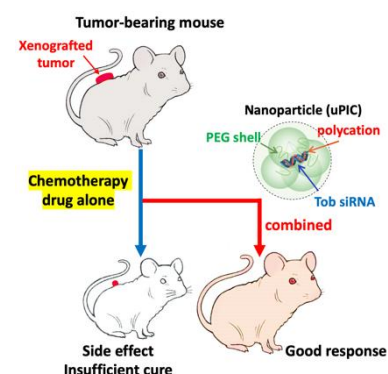 Tumor-bearing mouse
Xenografted
tumor
Nanoparticle (uPIC)
PEG shell
polycation
Tob siRNA
Chemotherapy
drug alone
combined
Side effect
Insufficient cure
Good response